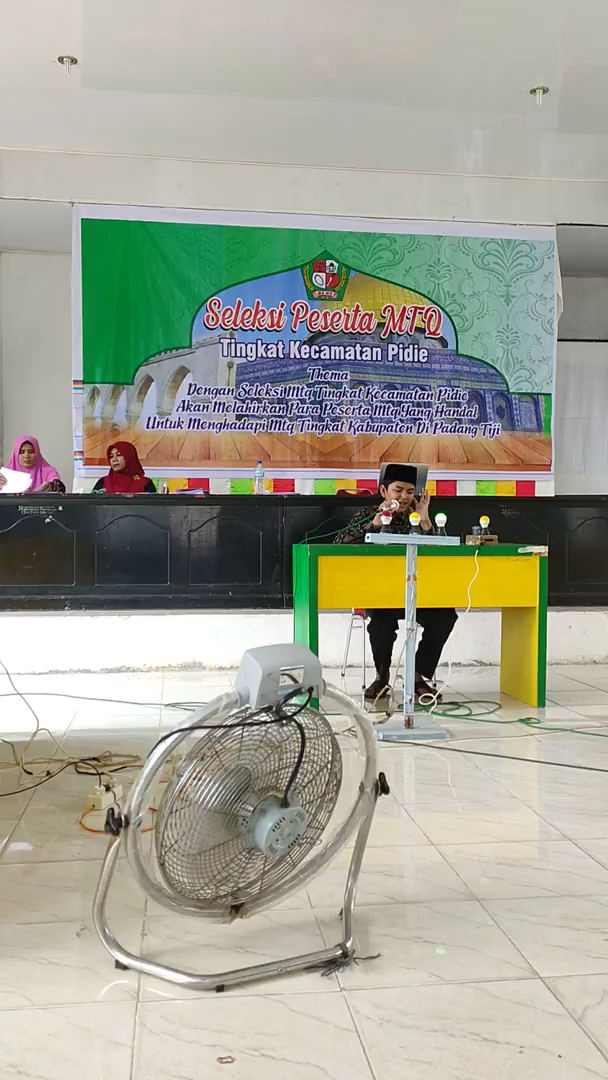 Seleksi Peserta MTQ
Tingkat Kecamatan Pidie
Thema
Dengan Seleksi Mtq Tingkat Kecamatan Pidie
Akan Melahirkan Para Peserta Mtq Yang Handal
Untuk Menghadapi Mtq Tingkat Kabupaten Di Padang Tiji